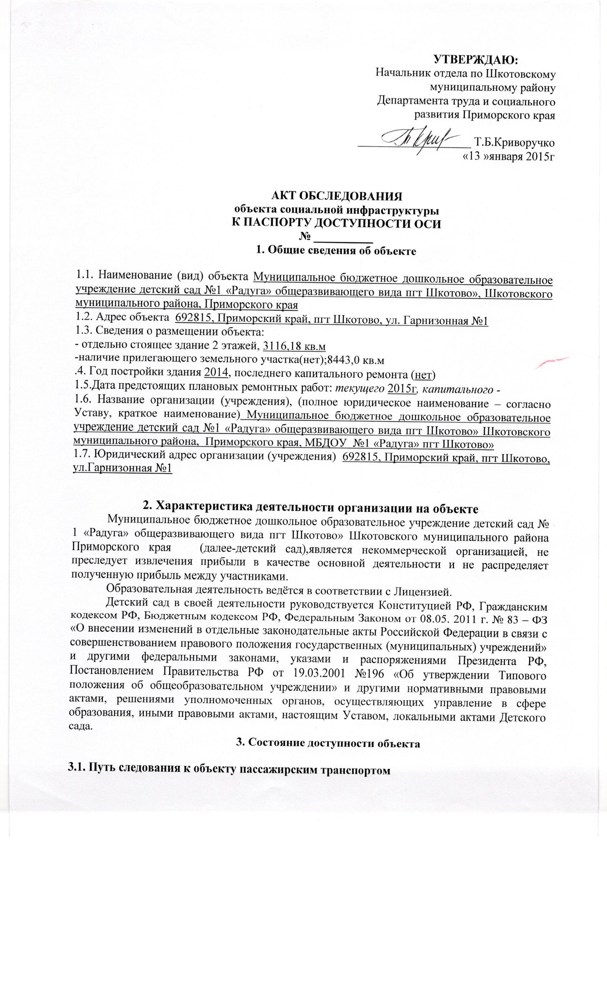 УТВЕРЖДАЮ:
Начальник отдела по Шкотовскому
муниципальному району
Департамента труда и социального
развития Приморского края
____________________ Т.Б.Криворучко
«13 »января 2015г
АКТ ОБСЛЕДОВАНИЯ
объекта социальной инфраструктуры
К ПАСПОРТУ ДОСТУПНОСТИ ОСИ
№ __________
1. Общие сведения об объекте
1.1. Наименование (вид) объекта Муниципальное бюджетное дошкольное образовательное
учреждение детский сад №1 «Радуга» общеразвивающего вида пгт Шкотово», Шкотовского
муниципального района, Приморского края
1.2. Адрес объекта 692815, Приморский край, пгт Шкотово, ул. Гарнизонная №1
1.3. Сведения о размещении объекта:
- отдельно стоящее здание 2 этажей, 3116,18 кв.м
-наличие прилегающего земельного участка(нет);8443,0 кв.м
.4. Год постройки здания 2014, последнего капитального ремонта (нет)
1.5.Дата предстоящих плановых ремонтных работ: текущего 2015г, капитального -
1.6. Название организации (учреждения), (полное юридическое наименование – согласно
Уставу, краткое наименование) Муниципальное бюджетное дошкольное образовательное
учреждение детский сад №1 «Радуга» общеразвивающего вида пгт Шкотово» Шкотовского
муниципального района, Приморского края, МБДОУ №1 «Радуга» пгт Шкотово»
1.7. Юридический адрес организации (учреждения) 692815, Приморский край, пгт Шкотово,
ул.Гарнизонная №1
2. Характеристика деятельности организации на объекте
Муниципальное бюджетное дошкольное образовательное учреждение детский сад №
1 «Радуга» общеразвивающего вида пгт Шкотово» Шкотовского муниципального района
Приморского края (далее-детский сад),является некоммерческой организацией, не
преследует извлечения прибыли в качестве основной деятельности и не распределяет
полученную прибыль между участниками.
Образовательная деятельность ведётся в соответствии с Лицензией.
Детский сад в своей деятельности руководствуется Конституцией РФ, Гражданским
кодексом РФ, Бюджетным кодексом РФ, Федеральным Законом от 08.05. 2011 г. № 83 – ФЗ
«О внесении изменений в отдельные законодательные акты Российской Федерации в связи с
совершенствованием правового положения государственных (муниципальных) учреждений»
и другими федеральными законами, указами и распоряжениями Президента РФ,
Постановлением Правительства РФ от 19.03.2001 №196 «Об утверждении Типового
положения об общеобразовательном учреждении» и другими нормативными правовыми
актами, решениями уполномоченных органов, осуществляющих управление в сфере
образования, иными правовыми актами, настоящим Уставом, локальными актами Детского
сада.
3. Состояние доступности объекта
3.1. Путь следования к объекту пассажирским транспортом